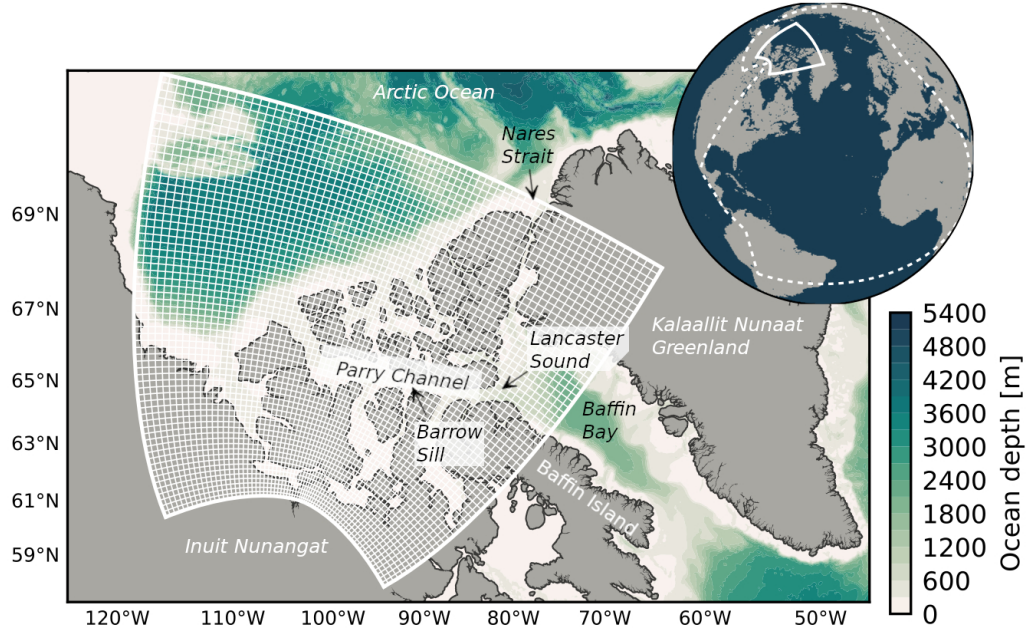 Arctic Ocean
Nares
Strait
69°N
67°N
65°N
63°N
61°N
59°N
Lancaster
Sound
Kalaallit Nunaat
Greenland
Parry Channel
Baffin
Bay
Barrow
Sill
Baffin Island
Inuit Nunangat
120°W
110°W
100°W
90°W
80°W
70°W
60°W
50°W
5400
4800
4200
3600
3000
2400
1800
1200
600
0
Ocean depth [m]